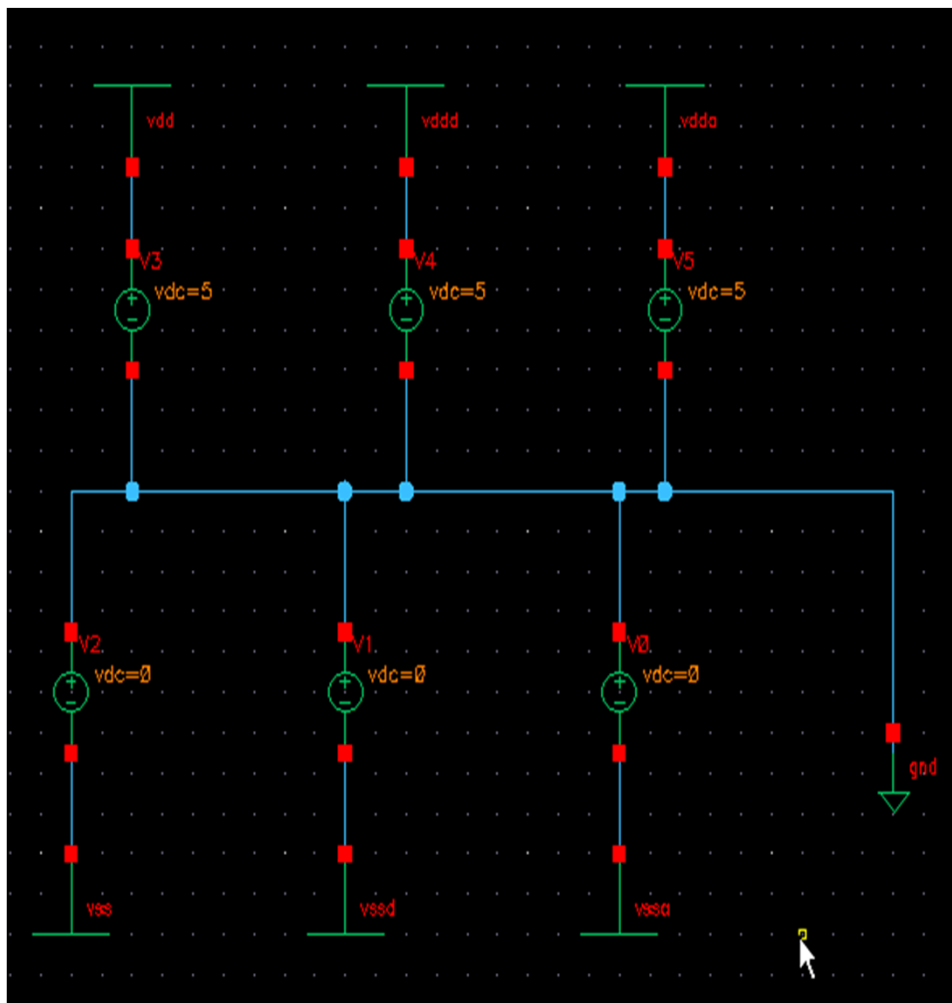 vdd vddd vdda
V3 V4 V5
vdc=5 vdc=5 vdc=5
V2 V1 V0
vdc=0 vdc=0 vdc=0
gnd
vss vssd vssa